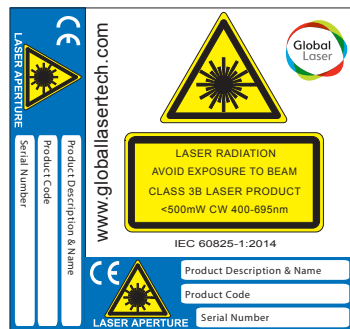 CE
LASER APERTURE
Product Description & Name
Product Code
Serial Number
www.globallasertech.com
Global
Laser
LASER RADIATION
AVOID EXPOSURE TO BEAM
CLASS 3B LASER PRODUCT
<500mW CW 400-695nm
IEC 60825-1:2014
CE
LASER APERTURE
Product Description & Name
Product Code
Serial Number